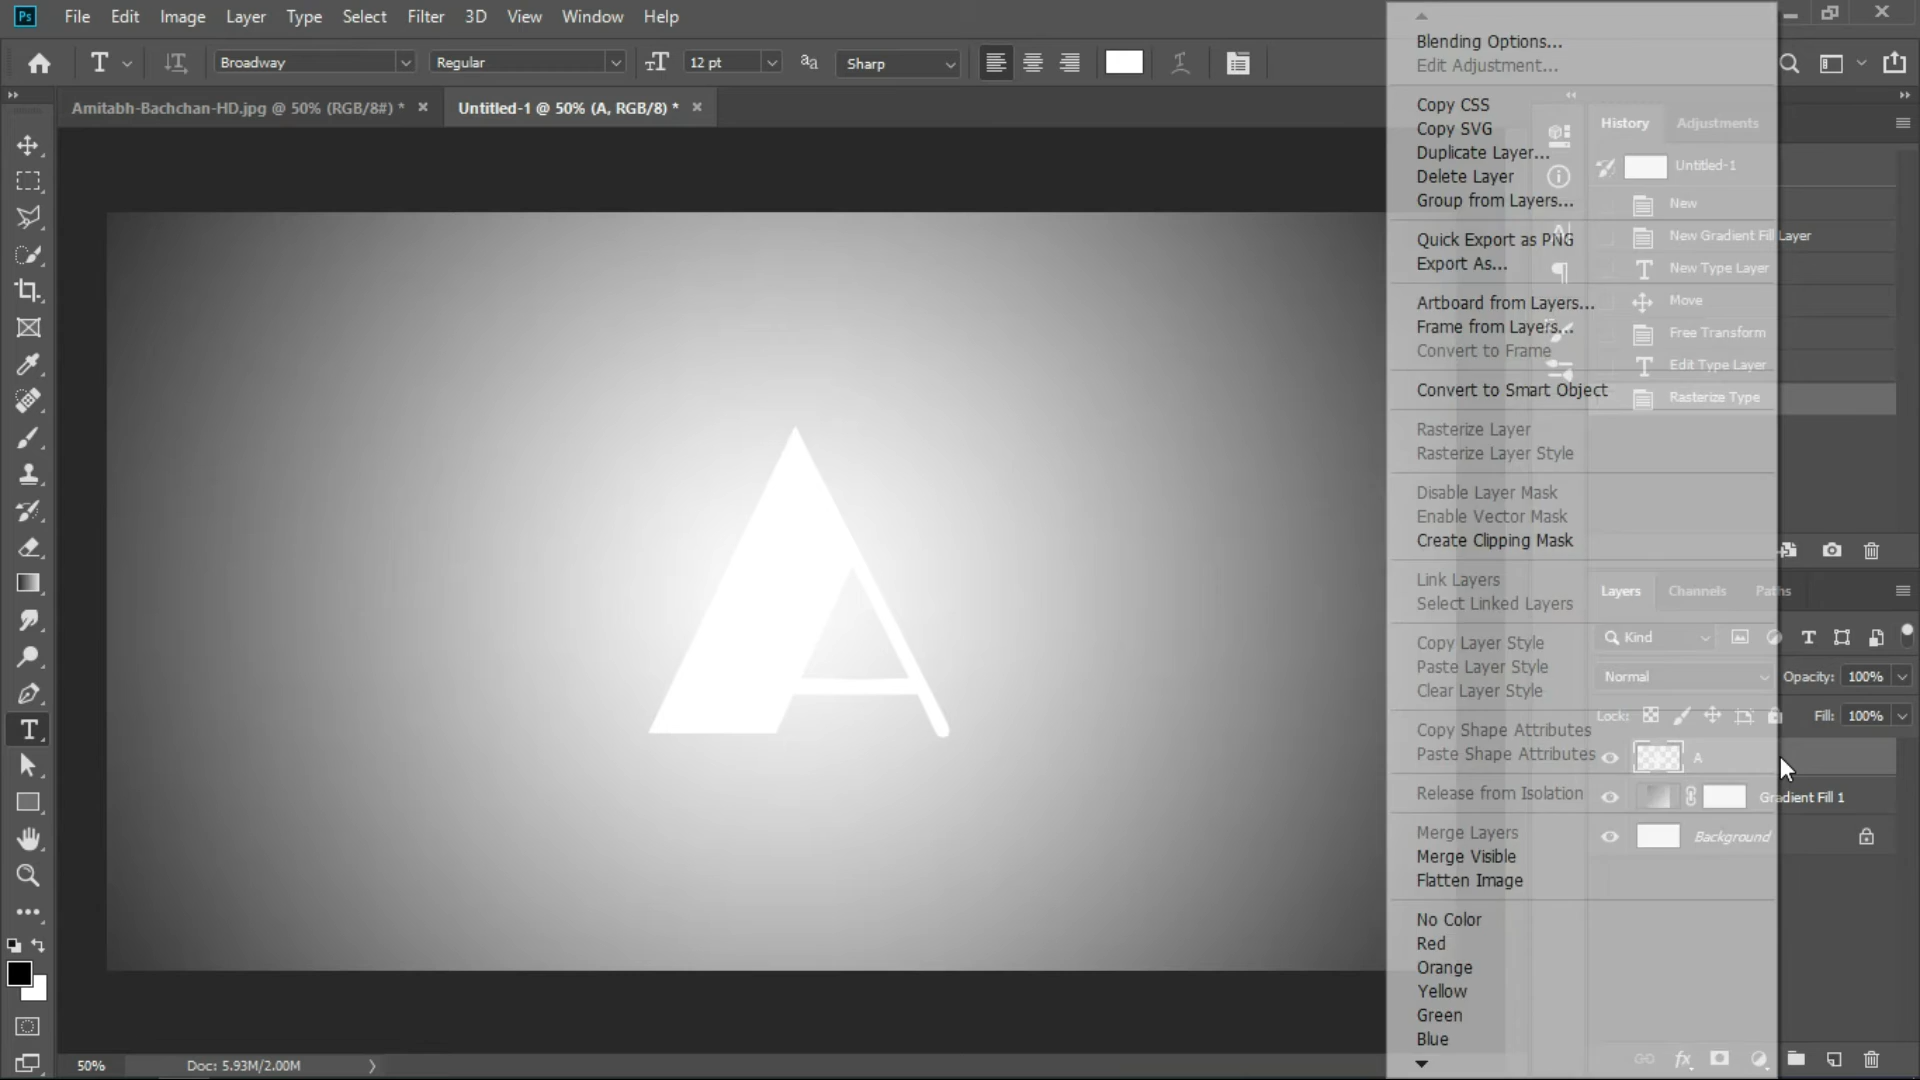 Ps File Edit Image Layer Type Select Filter 3D View Window Help
T Broadway Regular 12 pt aa Sharp
Amitabh-Bachchan-HD.jpg @ 50% (RGB/8#) * Untitled-1 @ 50% (A, RGB/8) *
A
Blending Options...
Edit Adjustment...
Copy CSS
Copy SVG
Duplicate Layer...
Delete Layer
Group from Layers...
Quick Export as PNG
Export As...
Artboard from Layers...
Frame from Layers...
Convert to Frame
Convert to Smart Object
Rasterize Layer
Rasterize Layer Style
Disable Layer Mask
Enable Vector Mask
Create Clipping Mask
Link Layers
Select Linked Layers
Copy Layer Style
Paste Layer Style
Clear Layer Style
Copy Shape Attributes
Paste Shape Attributes
Release from Isolation
Merge Layers
Merge Visible
Flatten Image
No Color
Red
Orange
Yellow
Green
Blue
History Adjustments
Untitled-1
New
New Gradient Fill Layer
New Type Layer
Move
Free Transform
Edit Type Layer
Rasterize Type
Layers Channels Paths
Kind
Normal Opacity: 100%
Lock: Fill: 100%
A
Gradient Fill 1
Background
50% Doc: 5.93M/2.00M